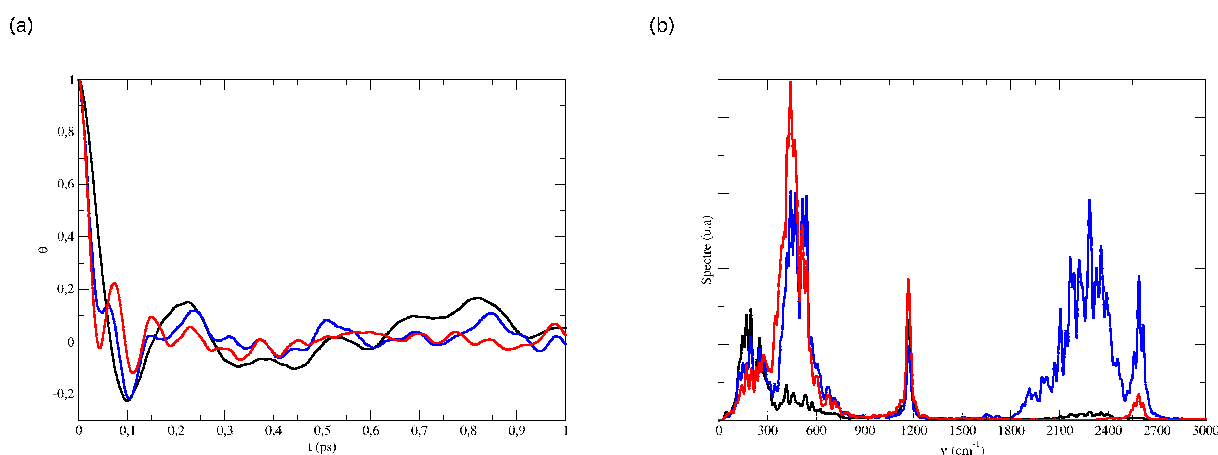 (a)
(b)
1
0,8
0,6
0,4
0,2
0
-0,2
θ
0 0,1 0,2 0,3 0,4 0,5 0,6 0,7 0,8 0,9 1
t (ps)
Spectre (u.a)
0 300 600 900 1200 1500 1800 2100 2400 2700 3000
ν (cm⁻¹)